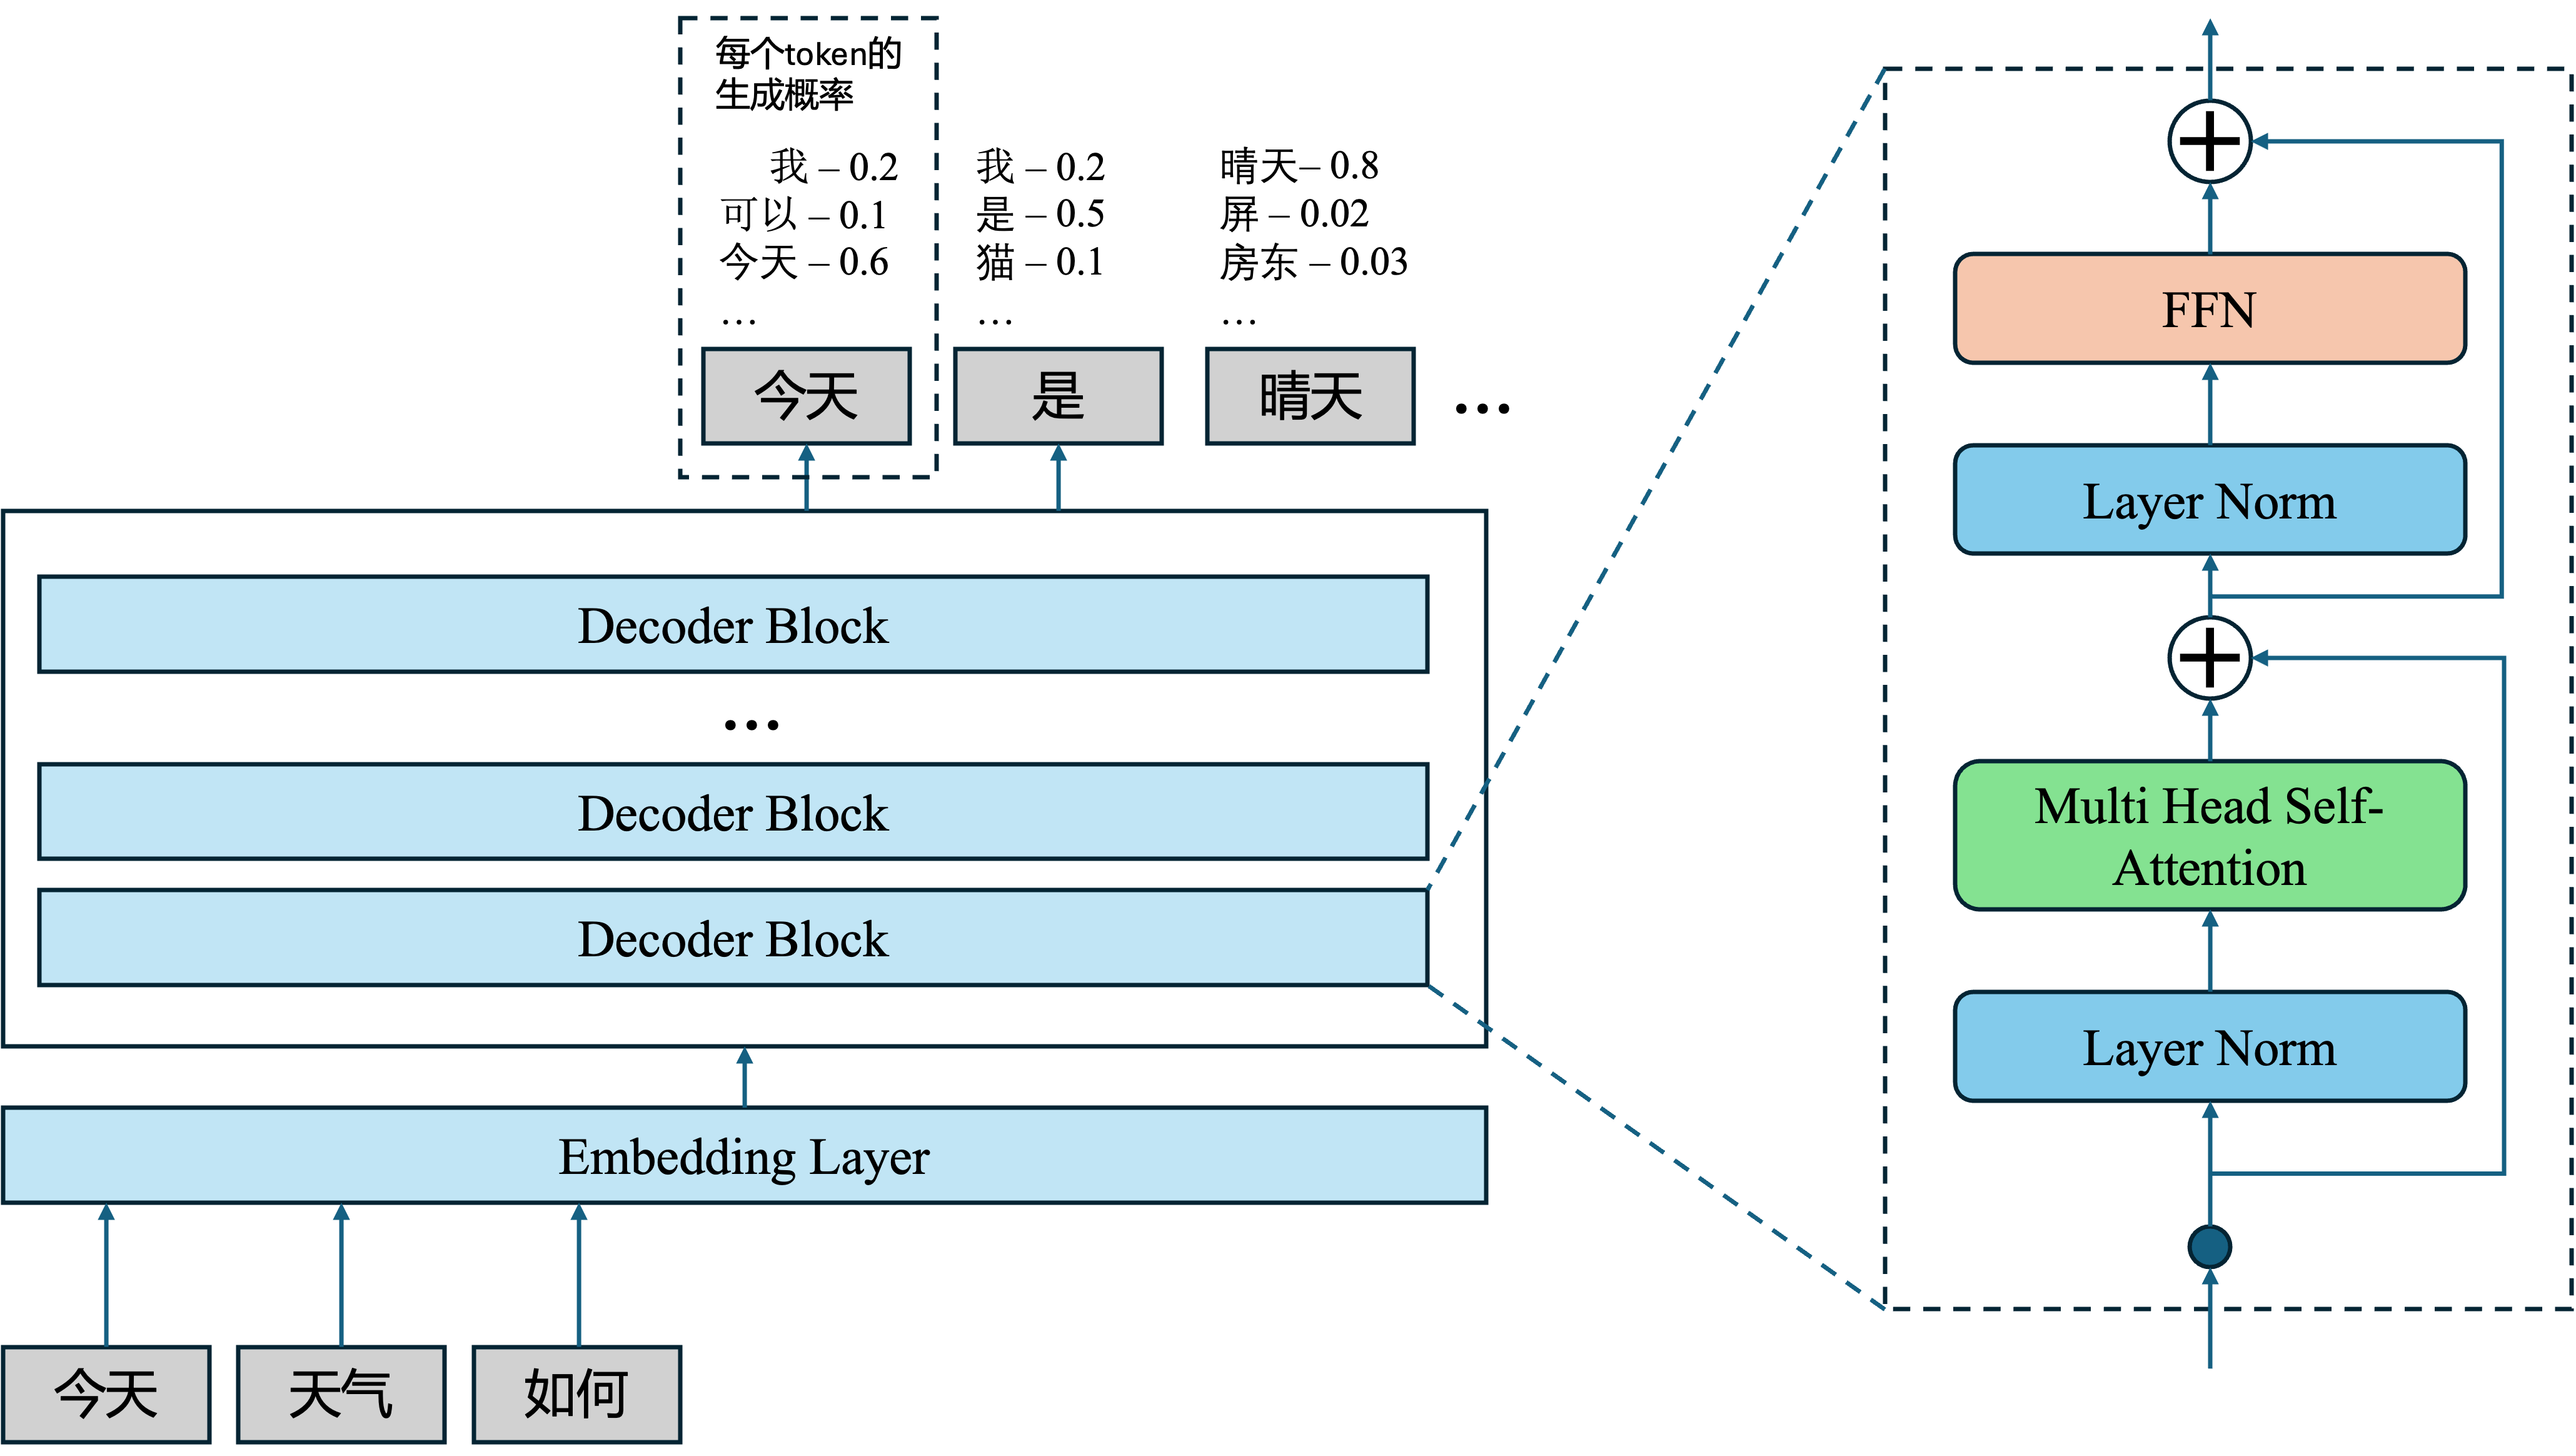 每个token的
生成概率
我 – 0.2
可以 – 0.1
今天 – 0.6
...
我 – 0.2
是 – 0.5
猫 – 0.1
...
晴天– 0.8
屏 – 0.02
房东 – 0.03
...
今天
是
晴天
...
Decoder Block
...
Decoder Block
Decoder Block
Embedding Layer
今天
天气
如何
FFN
Layer Norm
Multi Head Self-
Attention
Layer Norm